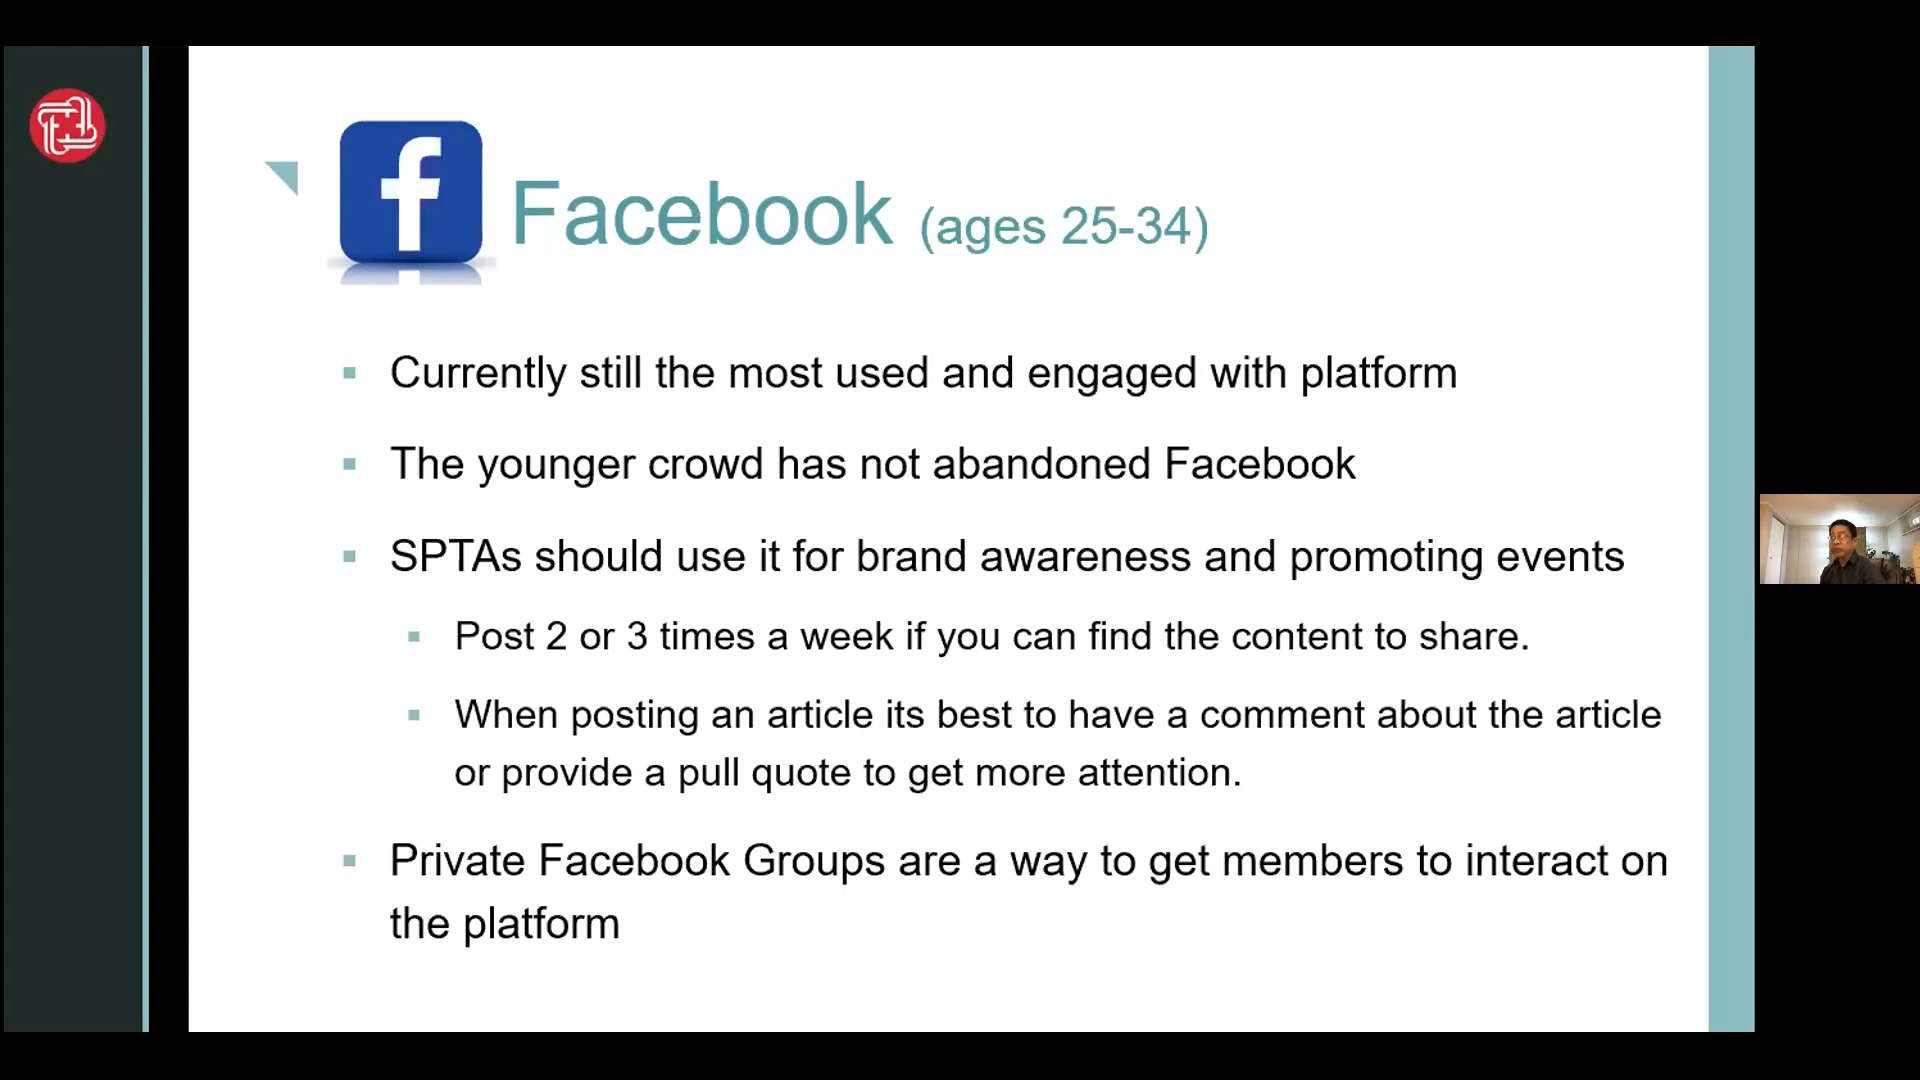 Facebook (ages 25-34)
Currently still the most used and engaged with platform
The younger crowd has not abandoned Facebook
SPTAs should use it for brand awareness and promoting events
Post 2 or 3 times a week if you can find the content to share.
When posting an article its best to have a comment about the article
or provide a pull quote to get more attention.
Private Facebook Groups are a way to get members to interact on
the platform